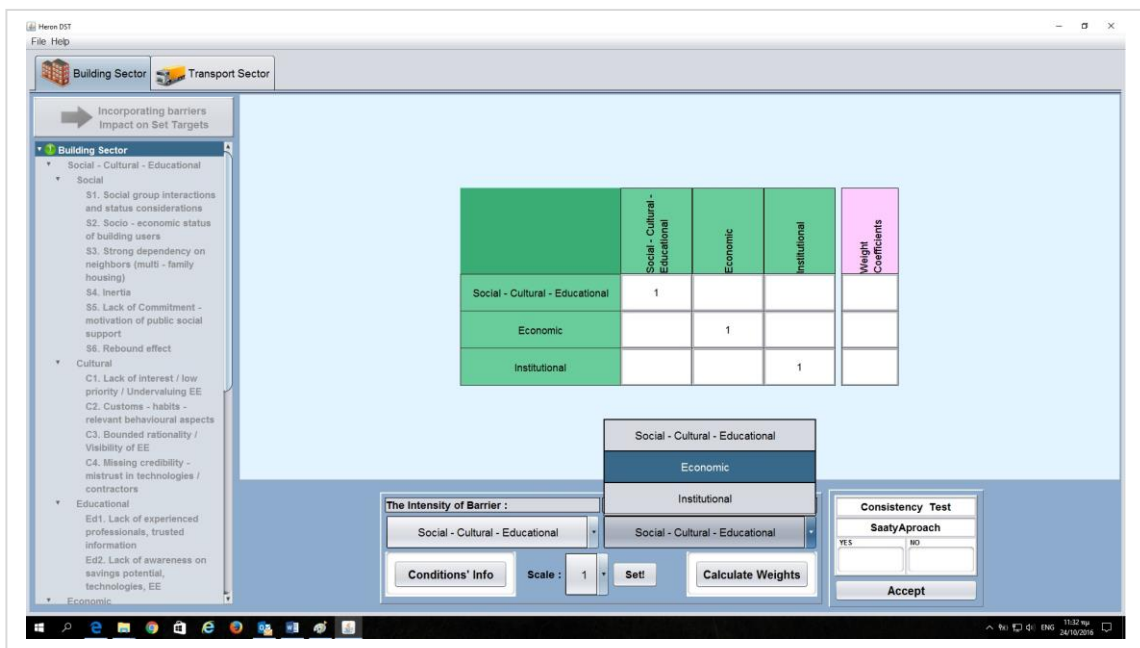 Heron DST
File Help
Building Sector
Transport Sector
Incorporating barriers
Impact on Set Targets
Building Sector
Social - Cultural - Educational
Social
S1. Social group interactions
and status considerations
S2. Socio - economic status
of building users
S3. Strong dependency on
neighbors (multi - family
housing)
S4. Inertia
S5. Lack of Commitment -
motivation of public social
support
S6. Rebound effect
Cultural
C1. Lack of interest / low
priority / Undervaluing EE
C2. Customs - habits -
relevant behavioural aspects
C3. Bounded rationality /
Visibility of EE
C4. Missing credibility -
mistrust in technologies /
contractors
Educational
Ed1. Lack of experienced
professionals, trusted
information
Ed2. Lack of awareness on
savings potential,
technologies, EE
Economic
Social - Cultural -
Educational
Economic
Institutional
Weight
Coefficients
Social - Cultural - Educational 1
Economic 1
Institutional 1
Social - Cultural - Educational
Economic
Institutional
The Intensity of Barrier :
Social - Cultural - Educational
Social - Cultural - Educational
Conditions' Info
Scale : 1
Set!
Calculate Weights
Consistency Test
SaatyAproach
YES NO
Accept
ENG
11:32 πμ
24/10/2016